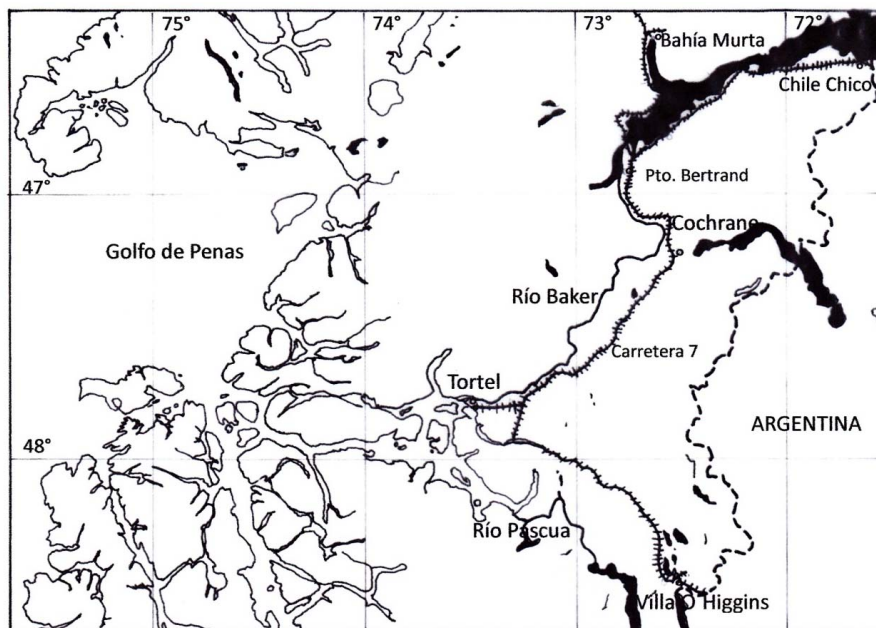 75°
74°
73°
72°
Bahía Murta
Chile Chico
47°
Pto. Bertrand
Cochrane
Golfo de Penas
Río Baker
Carretera 7
Tortel
ARGENTINA
48°
Río Pascua
Villa O Higgins